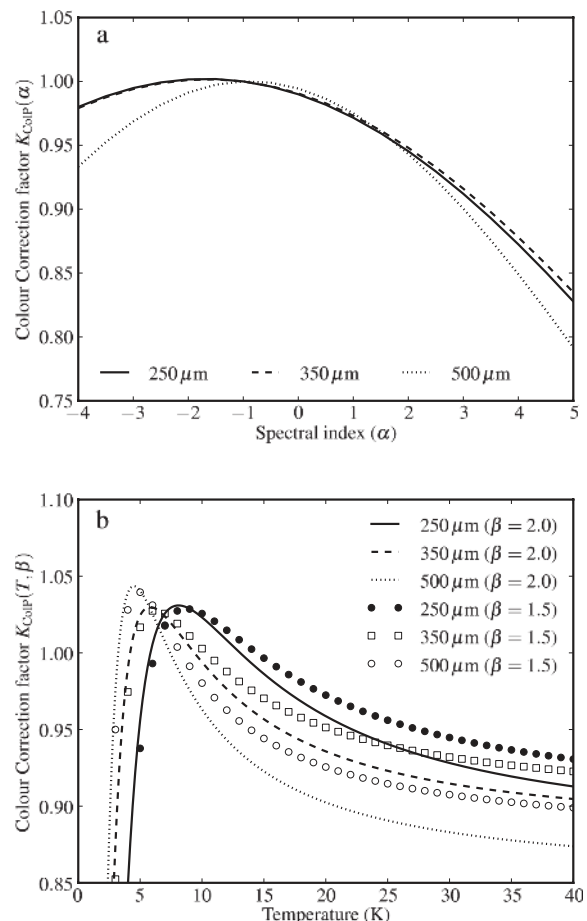 a
1.05
1.00
0.95
0.90
0.85
0.80
0.75
Colour Correction factor K_ColP(α)
250 μm 350 μm 500 μm
−4 −3 −2 −1 0 1 2 3 4 5
Spectral index (α)
b
1.10
1.05
1.00
0.95
0.90
0.85
Colour Correction factor K_ColP(T, β)
250 μm (β = 2.0)
350 μm (β = 2.0)
500 μm (β = 2.0)
250 μm (β = 1.5)
350 μm (β = 1.5)
500 μm (β = 1.5)
0 5 10 15 20 25 30 35 40
Temperature (K)